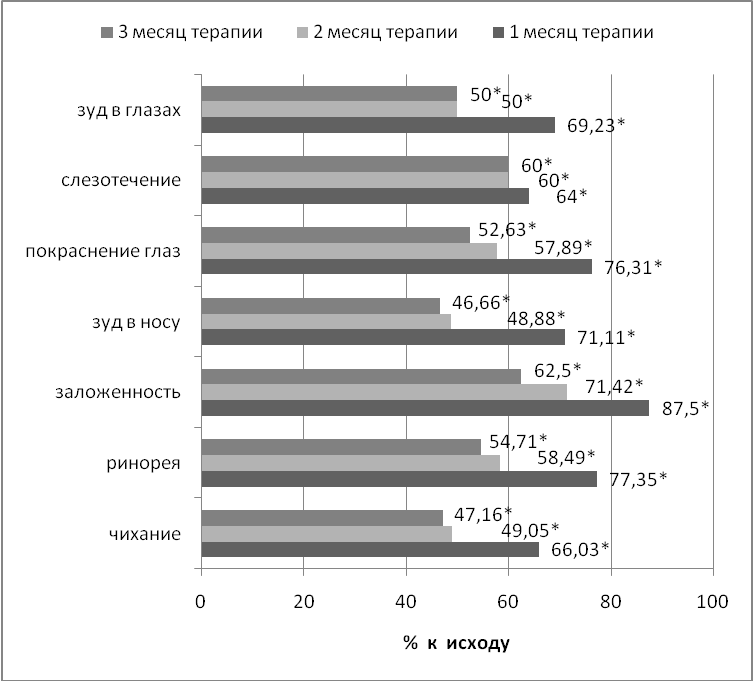 3 месяц терапии 2 месяц терапии 1 месяц терапии
зуд в глазах
50*
50*
69,23*
слезотечение
60*
60*
64*
покраснение глаз
52,63*
57,89*
76,31*
зуд в носу
46,66*
48,88*
71,11*
заложенность
62,5*
71,42*
87,5*
ринорея
54,71*
58,49*
77,35*
чихание
47,16*
49,05*
66,03*
0 20 40 60 80 100
% к исходу